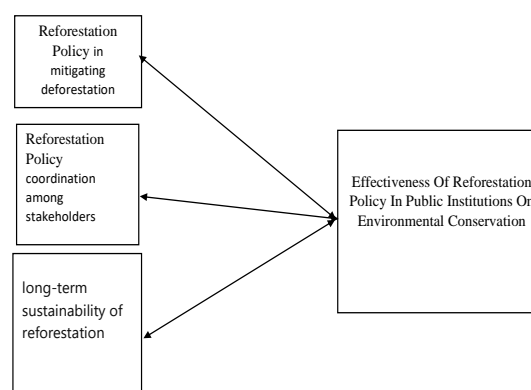 Reforestation
Policy in
mitigating
deforestation
Reforestation
Policy
coordination
among
stakeholders
long-term
sustainability of
reforestation
Effectiveness Of Reforestation
Policy In Public Institutions On
Environmental Conservation